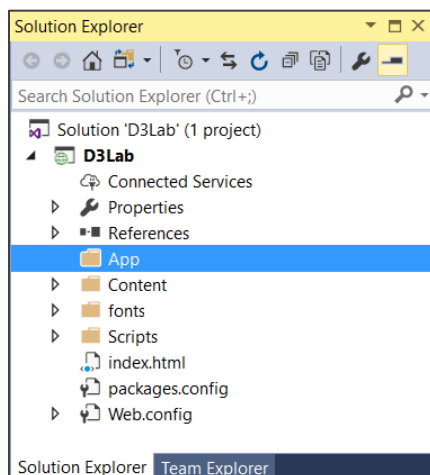 Solution Explorer
Search Solution Explorer (Ctrl+;)
Solution 'D3Lab' (1 project)
D3Lab
Connected Services
Properties
References
App
Content
fonts
Scripts
index.html
packages.config
Web.config
Solution Explorer Team Explorer